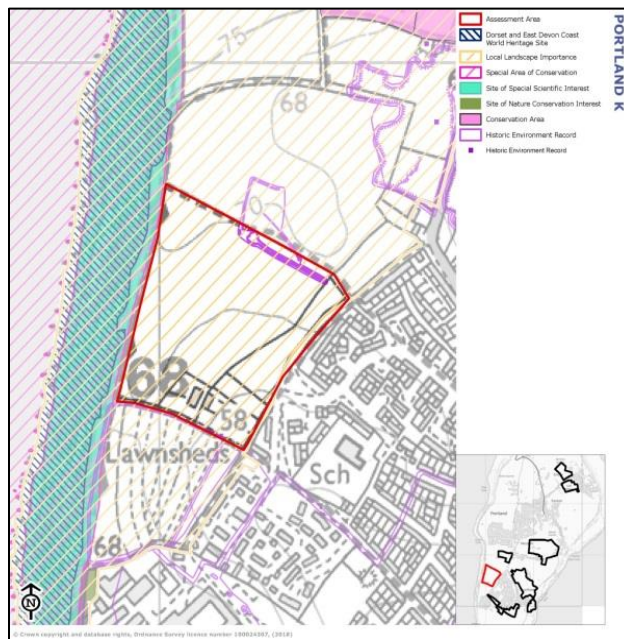 PORTLAND K
Assessment Area
Dorset and East Devon Coast
World Heritage Site
Local Landscape Importance
Special Area of Conservation
Site of Special Scientific Interest
Site of Nature Conservation Interest
Conservation Area
Historic Environment Record
Historic Environment Record
75
68
68
58
Lawnsheds
Sch
68
Portland
N
© Crown copyright and database rights, Ordnance Survey licence number 100024307, (2018)